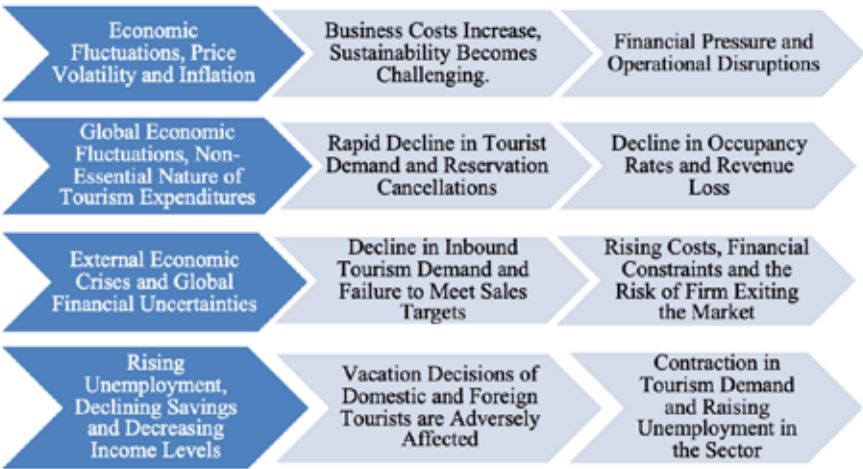 Economic
Fluctuations, Price
Volatility and Inflation
Business Costs Increase,
Sustainability Becomes
Challenging.
Financial Pressure and
Operational Disruptions
Global Economic
Fluctuations, Non-
Essential Nature of
Tourism Expenditures
Rapid Decline in Tourist
Demand and Reservation
Cancellations
Decline in Occupancy
Rates and Revenue
Loss
External Economic
Crises and Global
Financial Uncertainties
Decline in Inbound
Tourism Demand and
Failure to Meet Sales
Targets
Rising Costs, Financial
Constraints and the
Risk of Firm Exiting
the Market
Rising
Unemployment,
Declining Savings
and Decreasing
Income Levels
Vacation Decisions of
Domestic and Foreign
Tourists are Adversely
Affected
Contraction in
Tourism Demand
and Raising
Unemployment in
the Sector